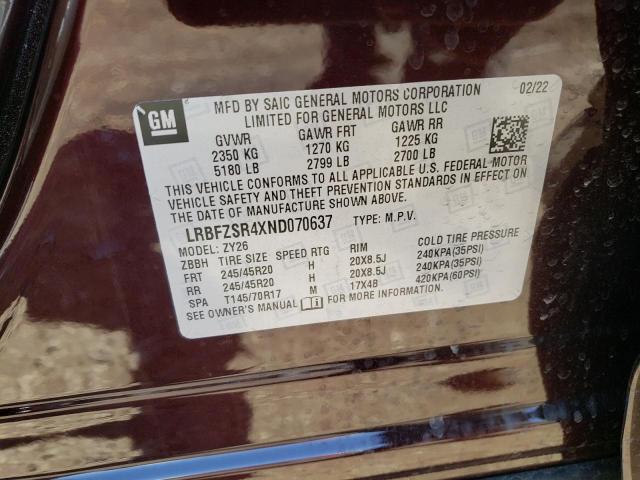 GM
MFD BY SAIC GENERAL MOTORS CORPORATION 02/22
LIMITED FOR GENERAL MOTORS LLC
GVWR GAWR FRT GAWR RR
2350 KG 1270 KG 1225 KG
5180 LB 2799 LB 2700 LB
THIS VEHICLE CONFORMS TO ALL APPLICABLE U.S. FEDERAL MOTOR
VEHICLE SAFETY AND THEFT PREVENTION STANDARDS IN EFFECT ON
THE DATE OF MANUFACTURE SHOWN ABOVE.
LRBFZSR4XND070637 TYPE: M.P.V.
MODEL: ZY26
ZBBH TIRE SIZE SPEED RTG RIM COLD TIRE PRESSURE
FRT 245/45R20 H 20X8.5J 240KPA(35PSI)
RR 245/45R20 H 20X8.5J 240KPA(35PSI)
SPA T145/70R17 M 17X4B 420KPA(60PSI)
SEE OWNER'S MANUAL FOR MORE INFORMATION.